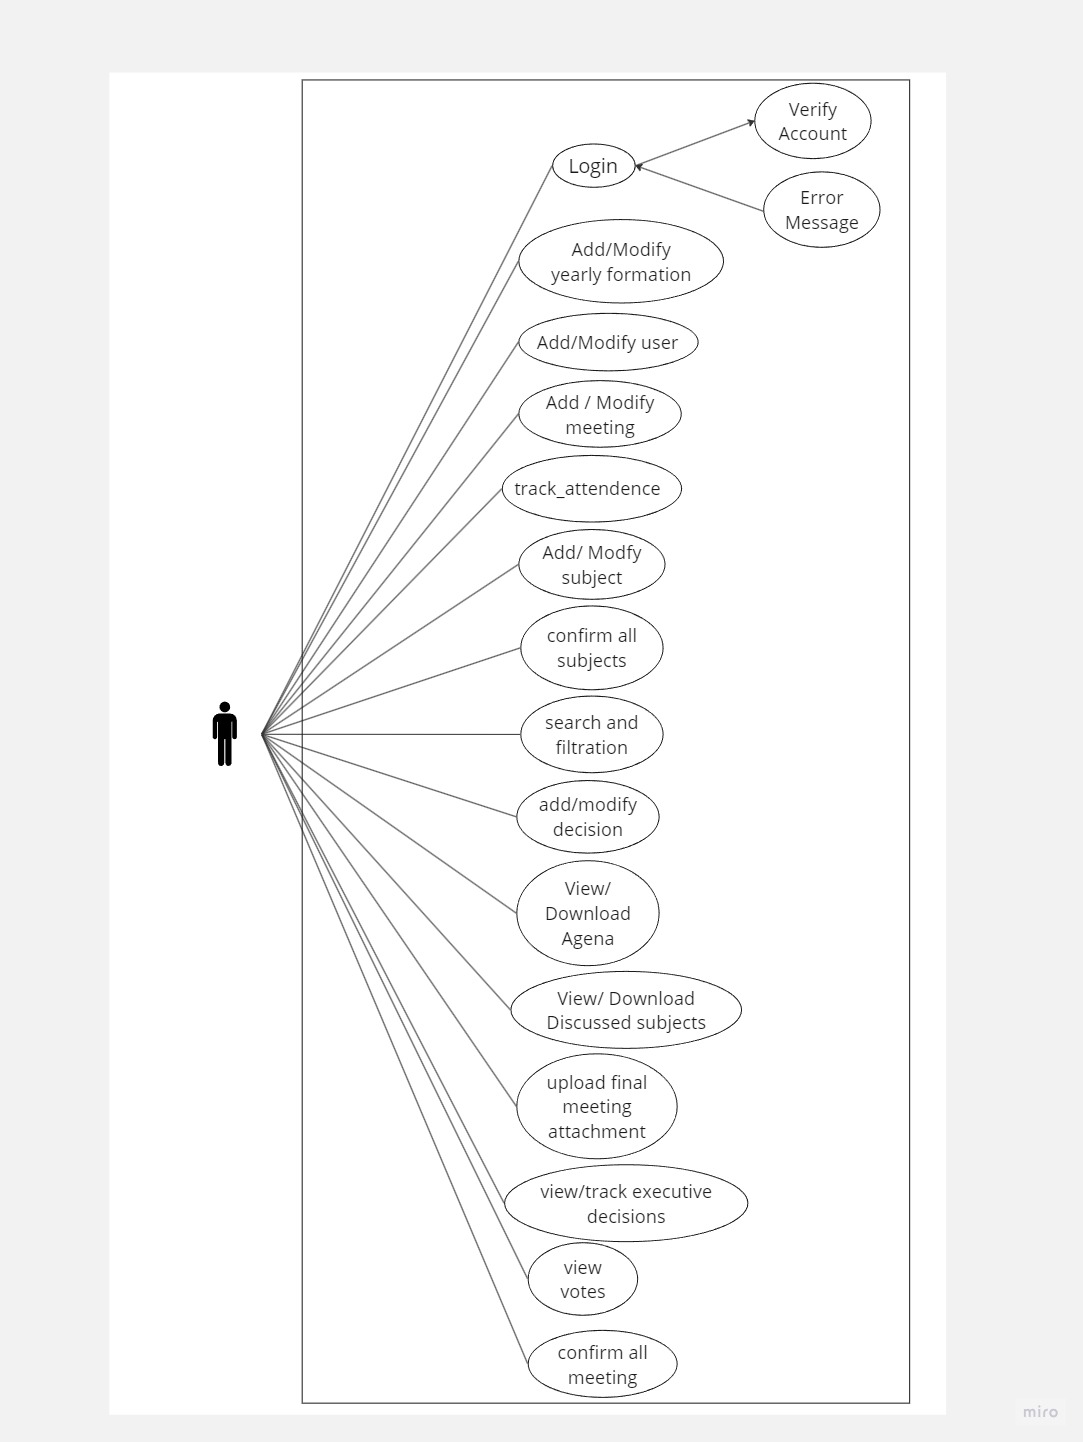 Verify
Account
Login
Error
Message
Add/Modify
yearly formation
Add/Modify user
Add / Modify
meeting
track_attendence
Add/ Modfy
subject
confirm all
subjects
search and
filtration
add/modify
decision
View/
Download
Agena
View/ Download
Discussed subjects
upload final
meeting
attachment
view/track executive
decisions
view
votes
confirm all
meeting
miro